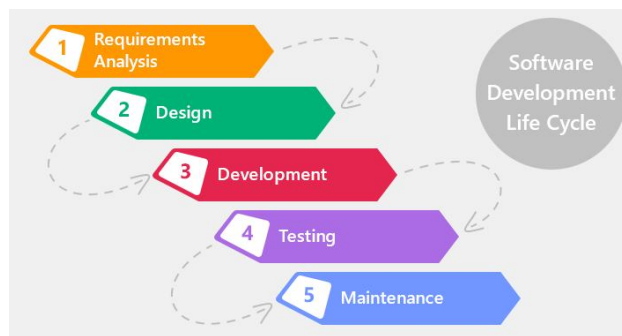 1
Requirements
Analysis
2
Design
3
Development
4
Testing
5
Maintenance
Software
Development
Life Cycle